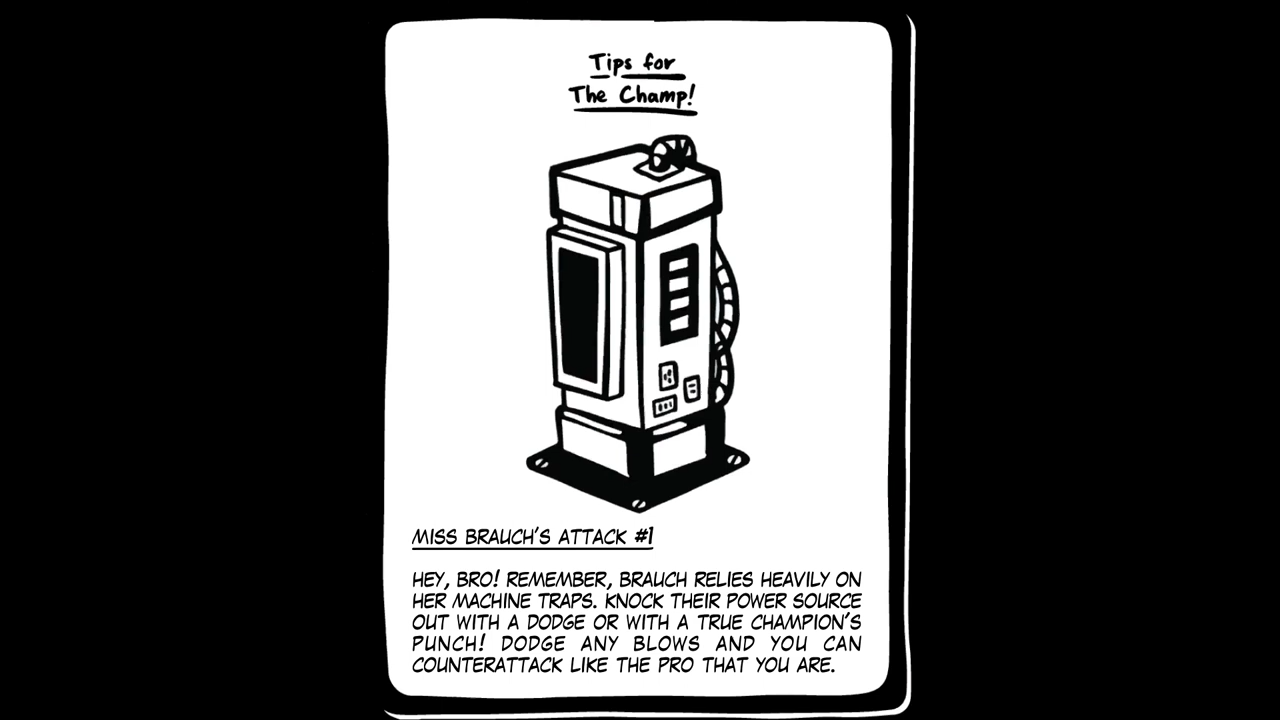 Tips for
The Champ!
MISS BRAUCH'S ATTACK #1
HEY, BRO! REMEMBER, BRAUCH RELIES HEAVILY ON
HER MACHINE TRAPS. KNOCK THEIR POWER SOURCE
OUT WITH A DODGE OR WITH A TRUE CHAMPION'S
PUNCH! DODGE ANY BLOWS AND YOU CAN
COUNTERATTACK LIKE THE PRO THAT YOU ARE.